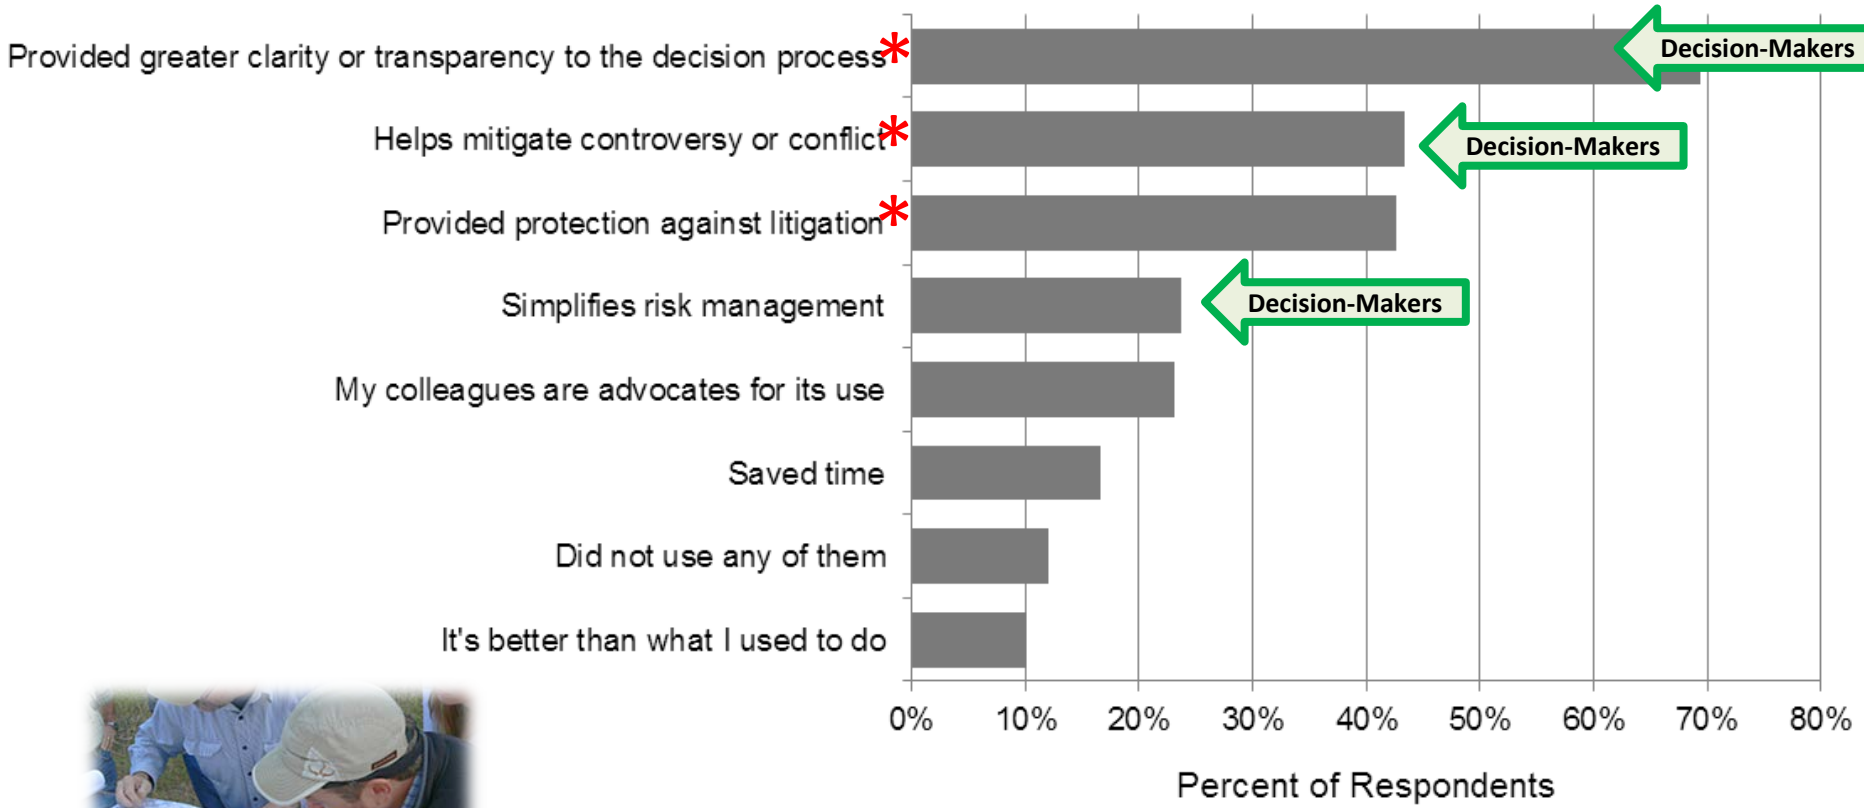 Provided greater clarity or transparency to the decision process* Decision-Makers
Helps mitigate controversy or conflict* Decision-Makers
Provided protection against litigation*
Simplifies risk management Decision-Makers
My colleagues are advocates for its use
Saved time
Did not use any of them
It's better than what I used to do
0% 10% 20% 30% 40% 50% 60% 70% 80%
Percent of Respondents